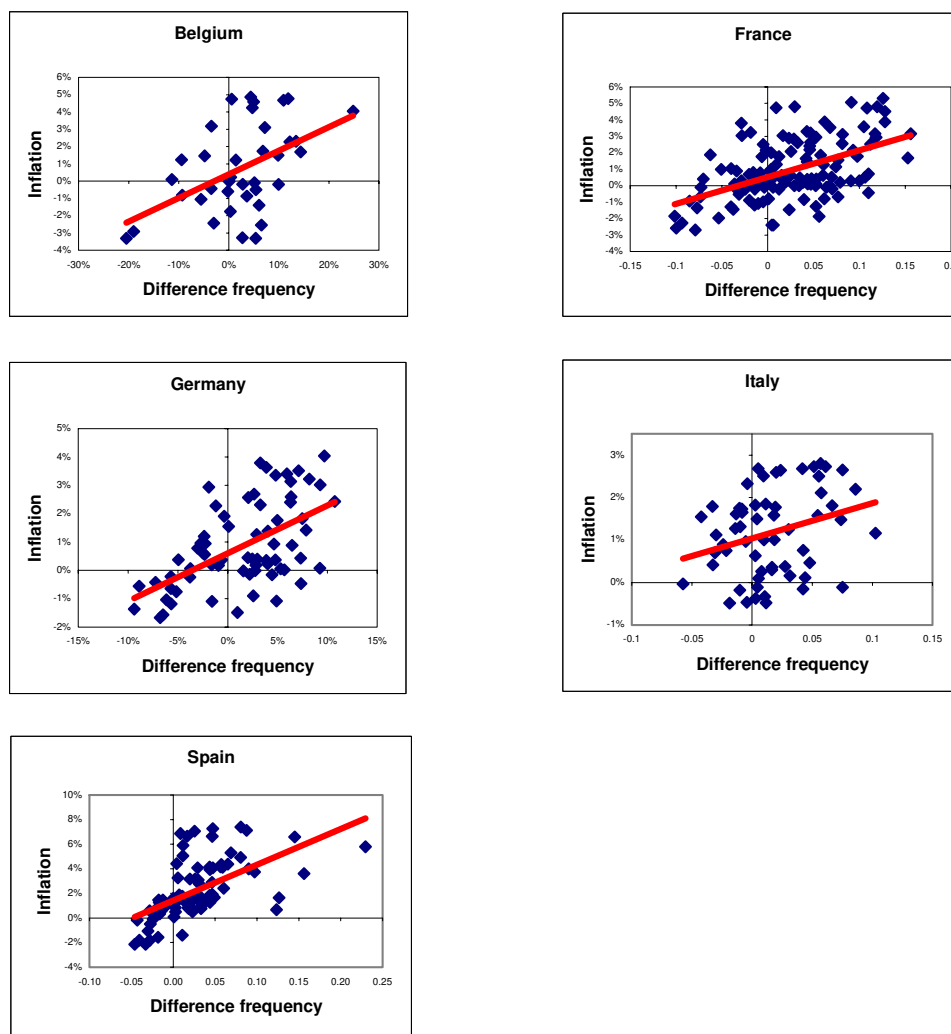 Belgium
6%
5%
4%
3%
2%
1%
0%
-1%
-2%
-3%
-4%
-30% -20% -10% 0% 10% 20% 30%
Inflation
Difference frequency
France
6%
5%
4%
3%
2%
1%
0%
-1%
-2%
-3%
-4%
-0.15 -0.1 -0.05 0 0.05 0.1 0.15
Inflation
Difference frequency
Germany
5%
4%
3%
2%
1%
0%
-1%
-2%
-15% -10% -5% 0% 5% 10% 15%
Inflation
Difference frequency
Italy
3%
2%
1%
0%
-1%
-0.1 -0.05 0 0.05 0.1 0.15
Inflation
Difference frequency
Spain
10%
8%
6%
4%
2%
0%
-2%
-4%
-0.10 -0.05 0.00 0.05 0.10 0.15 0.20 0.25
Inflation
Difference frequency